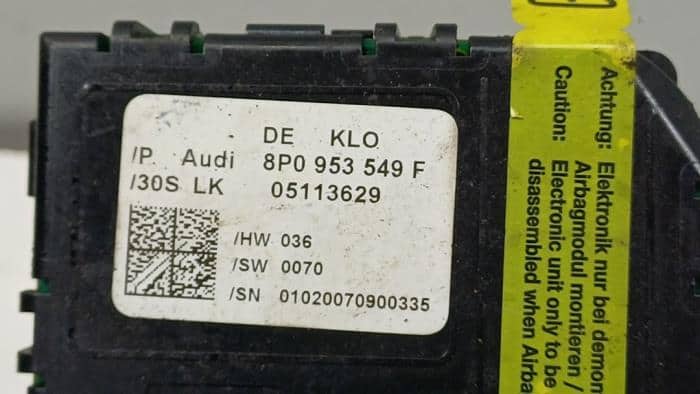 DE KLO
/P. Audi 8P0 953 549 F
/30S LK 05113629
/HW 036
/SW 0070
/SN 01020070900335
Achtung: Elektronik nur bei demon
Airbagmodul montieren /
Caution: Electronic unit only to be
disassembled when Airba